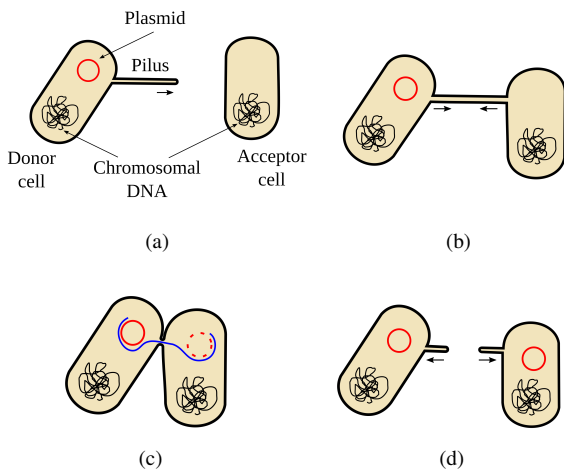 Plasmid
Pilus
Donor
cell
Chromosomal
DNA
Acceptor
cell
(a)
(b)
(c)
(d)